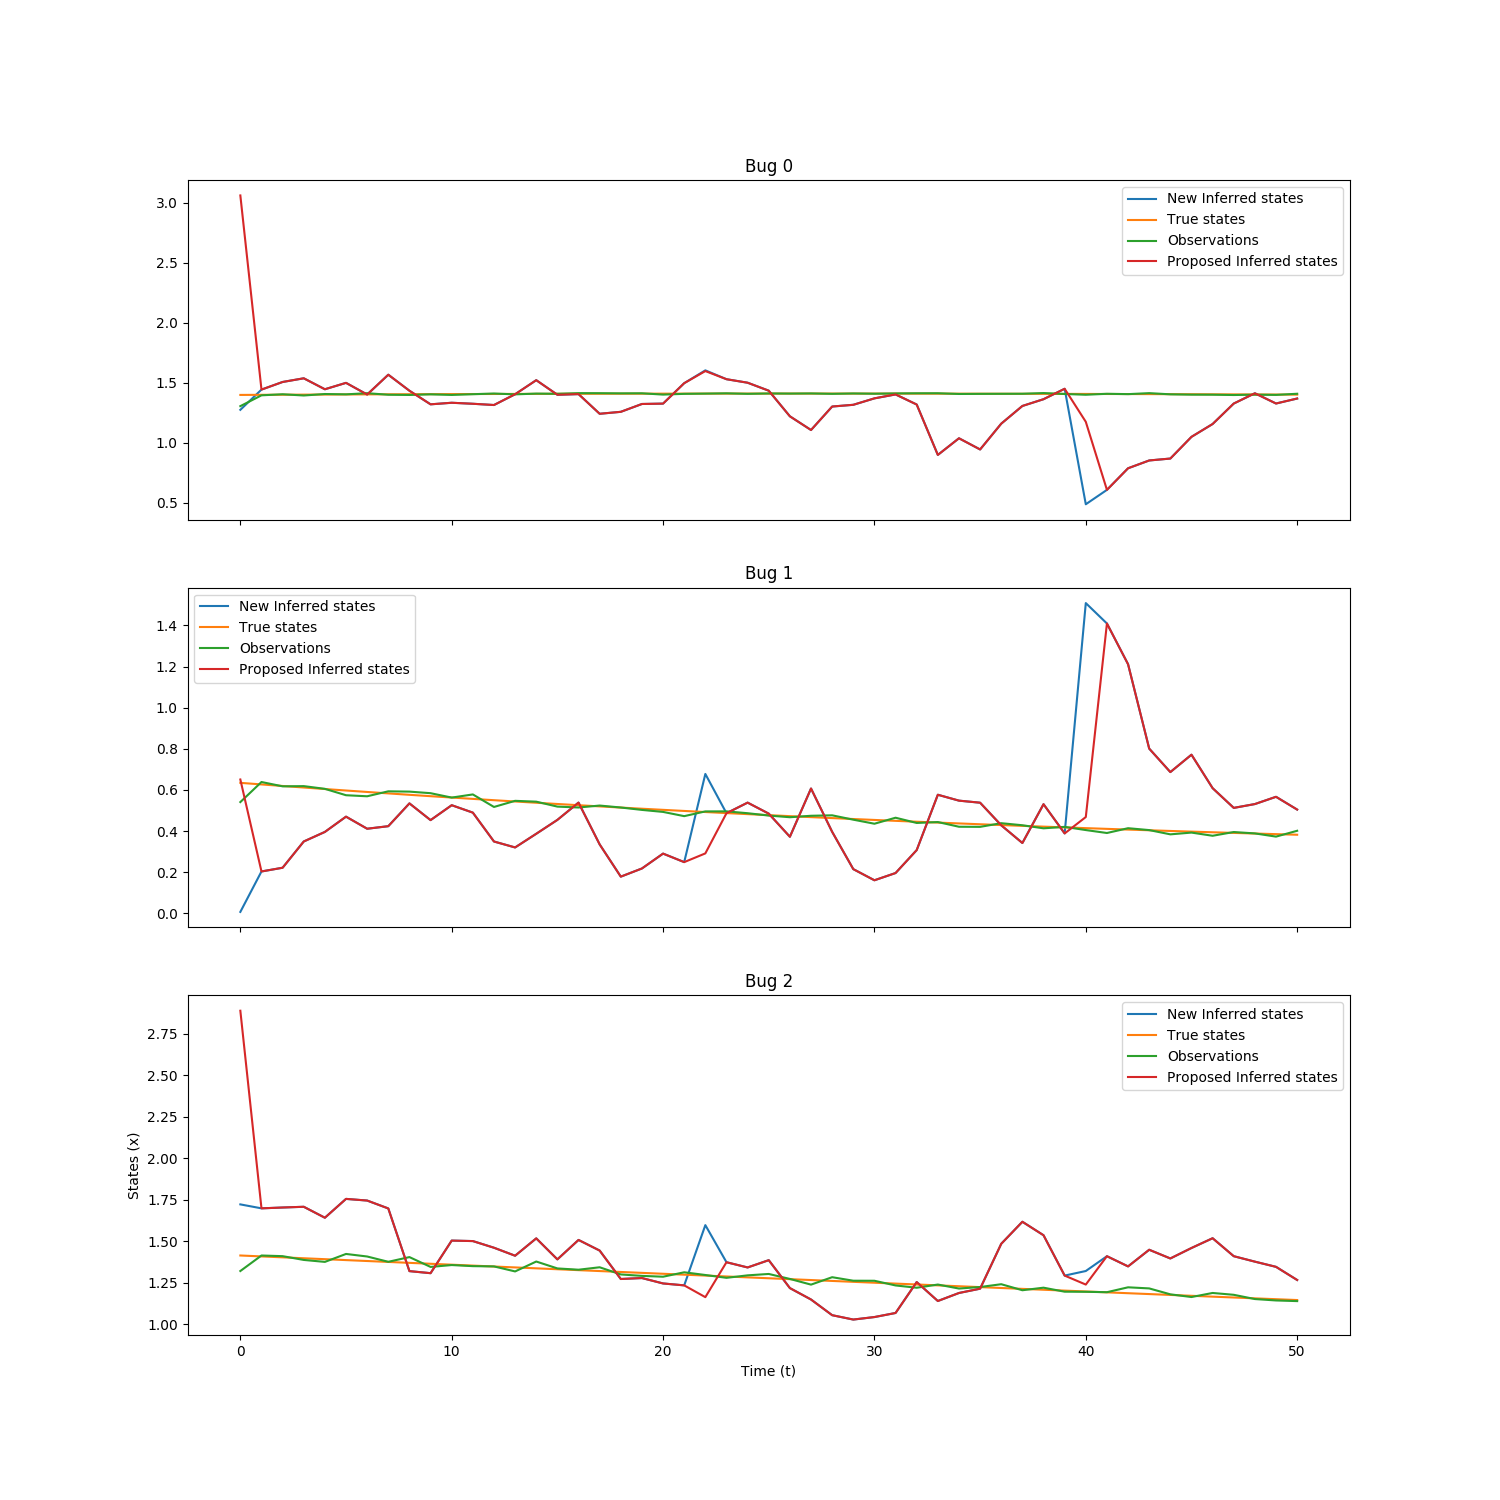 Bug 0
3.0
2.5
2.0
1.5
1.0
0.5
New Inferred states
True states
Observations
Proposed Inferred states
Bug 1
1.4
1.2
1.0
0.8
0.6
0.4
0.2
0.0
New Inferred states
True states
Observations
Proposed Inferred states
Bug 2
States (x)
2.75
2.50
2.25
2.00
1.75
1.50
1.25
1.00
New Inferred states
True states
Observations
Proposed Inferred states
0 10 20 30 40 50
Time (t)